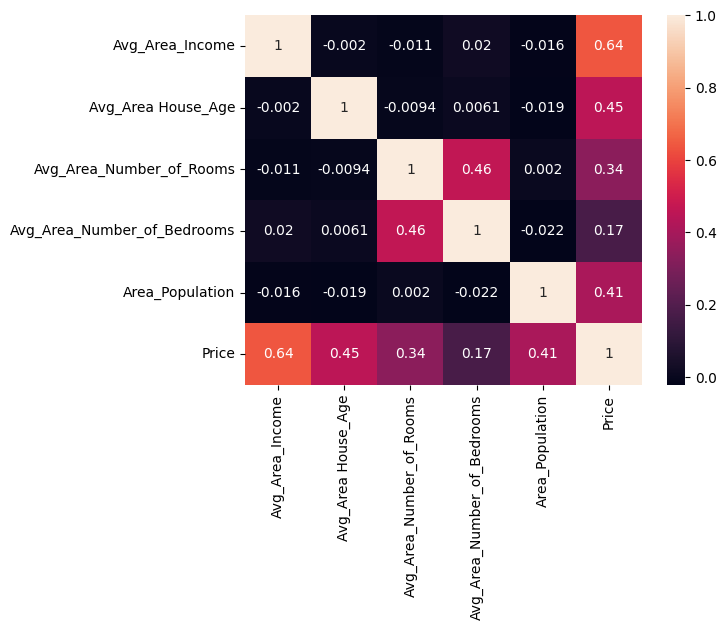 Avg_Area_Income 1 -0.002 -0.011 0.02 -0.016 0.64
Avg_Area House_Age -0.002 1 -0.0094 0.0061 -0.019 0.45
Avg_Area_Number_of_Rooms -0.011 -0.0094 1 0.46 0.002 0.34
Avg_Area_Number_of_Bedrooms 0.02 0.0061 0.46 1 -0.022 0.17
Area_Population -0.016 -0.019 0.002 -0.022 1 0.41
Price 0.64 0.45 0.34 0.17 0.41 1
Avg_Area_Income
Avg_Area House_Age
Avg_Area_Number_of_Rooms
Avg_Area_Number_of_Bedrooms
Area_Population
Price
1.0
0.8
0.6
0.4
0.2
0.0